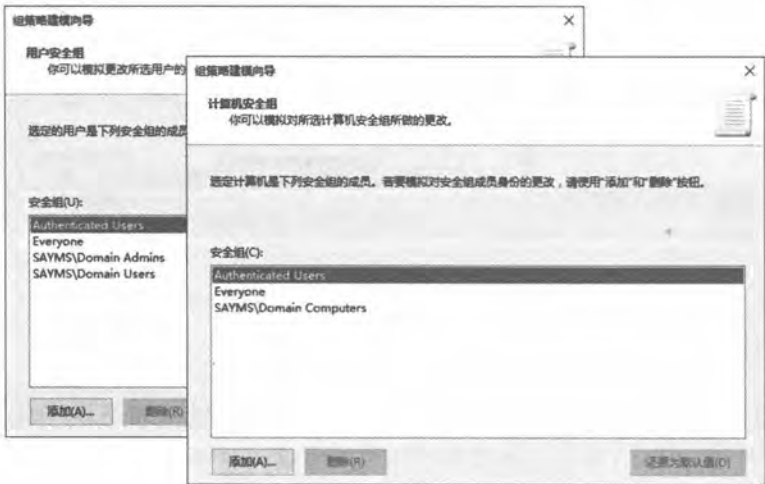 组策略建模向导
用户安全组
你可以模拟更改所选用户的
选定的用户是下列安全组的成员
安全组(U):
Authenticated Users
Everyone
SAYMS\Domain Admins
SAYMS\Domain Users
添加(A)...
删除(R)
组策略建模向导
计算机安全组
你可以模拟对所选计算机安全组所做的更改。
选定计算机是下列安全组的成员。若要模拟对安全组成员身份的更改，请使用"添加"和"删除"按钮。
安全组(C):
Authenticated Users
Everyone
SAYMS\Domain Computers
添加(A)...
删除(R)
还原为默认值(D)